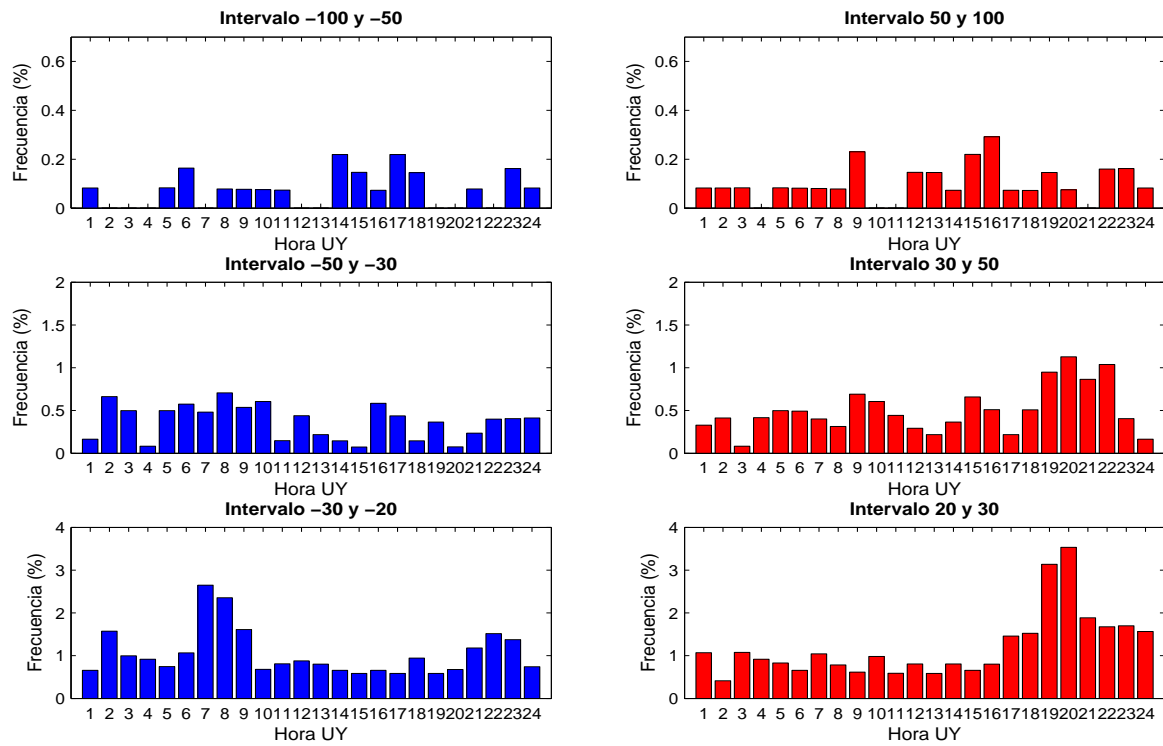 Intervalo −100 y −50
Frecuencia (%)
0.6
0.4
0.2
0
1 2 3 4 5 6 7 8 9 10 11 12 13 14 15 16 17 18 19 20 21 22 23 24
Hora UY
Intervalo 50 y 100
Frecuencia (%)
0.6
0.4
0.2
0
1 2 3 4 5 6 7 8 9 10 11 12 13 14 15 16 17 18 19 20 21 22 23 24
Hora UY
Intervalo −50 y −30
Frecuencia (%)
2
1.5
1
0.5
0
1 2 3 4 5 6 7 8 9 10 11 12 13 14 15 16 17 18 19 20 21 22 23 24
Hora UY
Intervalo 30 y 50
Frecuencia (%)
2
1.5
1
0.5
0
1 2 3 4 5 6 7 8 9 10 11 12 13 14 15 16 17 18 19 20 21 22 23 24
Hora UY
Intervalo −30 y −20
Frecuencia (%)
4
3
2
1
0
1 2 3 4 5 6 7 8 9 10 11 12 13 14 15 16 17 18 19 20 21 22 23 24
Hora UY
Intervalo 20 y 30
Frecuencia (%)
4
3
2
1
0
1 2 3 4 5 6 7 8 9 10 11 12 13 14 15 16 17 18 19 20 21 22 23 24
Hora UY